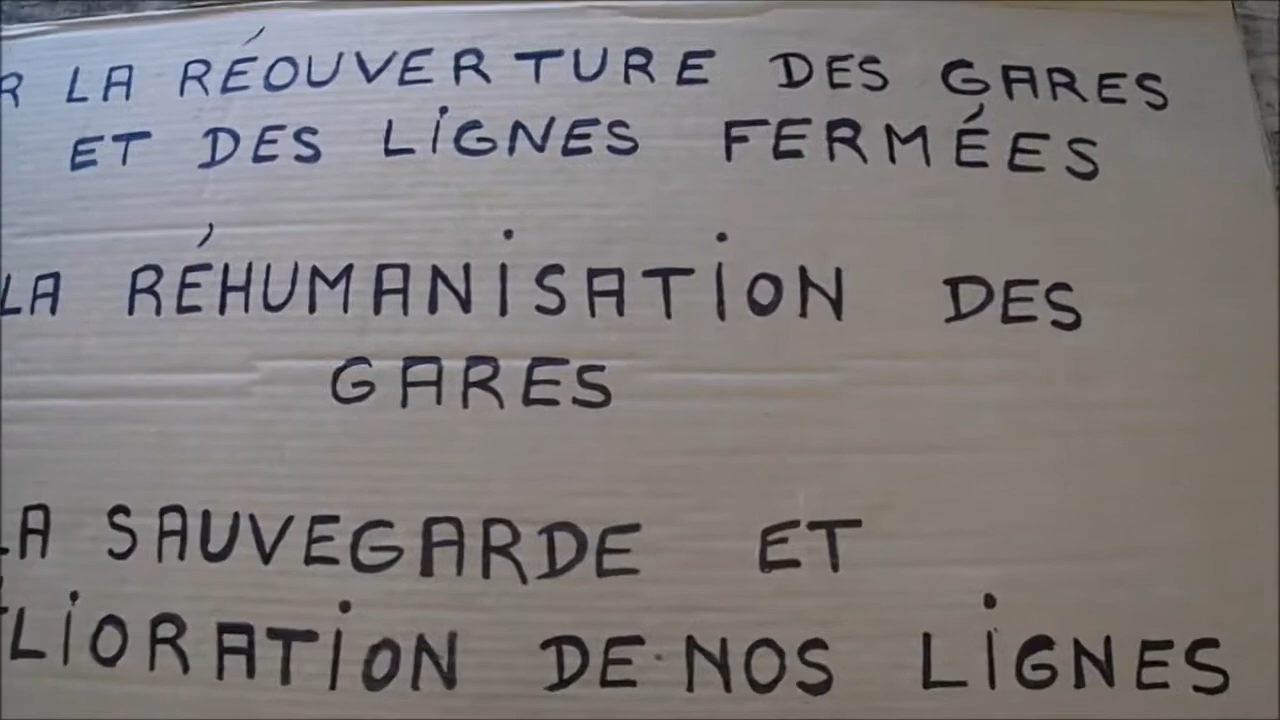 R LA RÉOUVERTURE DES GARES
ET DES LIGNES FERMÉES
LA RÉHUMANISATION DES
GARES
LA SAUVEGARDE ET
LIORATION DE NOS LIGNES